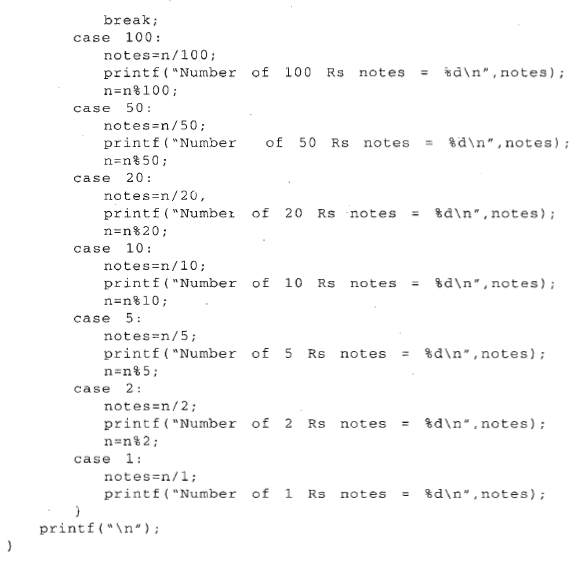 break;
case 100:
notes=n/100;
printf("Number of 100 Rs notes = %d\n",notes);
n=n%100;
case 50:
notes=n/50;
printf("Number of 50 Rs notes = %d\n",notes);
n=n%50;
case 20:
notes=n/20,
printf("Number of 20 Rs notes = %d\n",notes);
n=n%20;
case 10:
notes=n/10;
printf("Number of 10 Rs notes = %d\n",notes);
n=n%10;
case 5:
notes=n/5;
printf("Number of 5 Rs notes = %d\n",notes);
n=n%5;
case 2:
notes=n/2;
printf("Number of 2 Rs notes = %d\n",notes);
n=n%2;
case 1:
notes=n/1;
printf("Number of 1 Rs notes = %d\n",notes);
}
printf("\n");
}